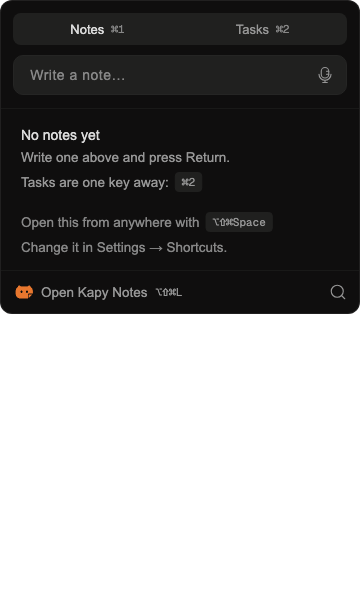 Notes ⌘1 Tasks ⌘2
Write a note...
No notes yet
Write one above and press Return.
Tasks are one key away: ⌘2
Open this from anywhere with ⌥⇧⌘Space
Change it in Settings → Shortcuts.
Open Kapy Notes ⌥⇧⌘L